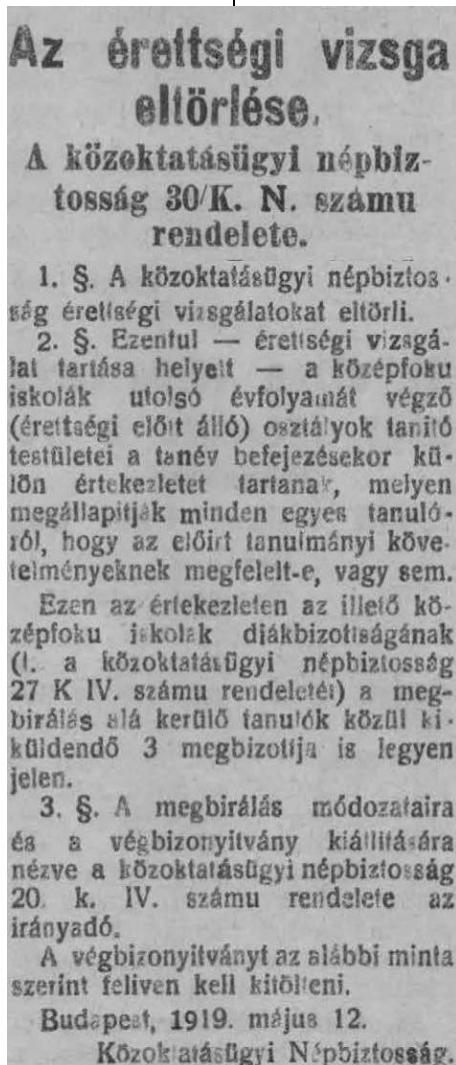 Az érettségi vizsga
eltörlése.
A közoktatásügyi népbiz-
tosság 30/K. N. számu
rendelete.
1. §. A közoktatásügyi népbiztos-
ság érettségi vizsgálatokat eltörli.
2. §. Ezentul — érettségi vizsgá-
lat tartása helyett — a középfoku
iskolák utolsó évfolyamát végző
(érettségi előtt álló) osztályok tanitó
testületei a tanév befejezésekor kü-
lön értekezletet tartanak, melyen
megállapitják minden egyes tanuló-
ról, hogy az előirt tanulmányi köve-
telményeknek megfelelt-e, vagy sem.
Ezen az értekezleten az illető kö-
zépfoku iskolák diákbizottságának
(l. a közoktatásügyi népbiztosság
27 K IV. számu rendeletét) a meg-
birálás alá kerülő tanulók közül ki-
küldendő 3 megbizottja is legyen
jelen.
3. §. A megbirálás módozataira
és a végbizonyitvány kiállitására
nézve a közoktatásügyi népbiztosság
20. k. IV. számu rendelete az
irányadó.
A végbizonyitványt az alábbi minta
szerint feliven kell kitölteni.
Budapest, 1919. május 12.
Közoktatásügyi Népbiztosság.